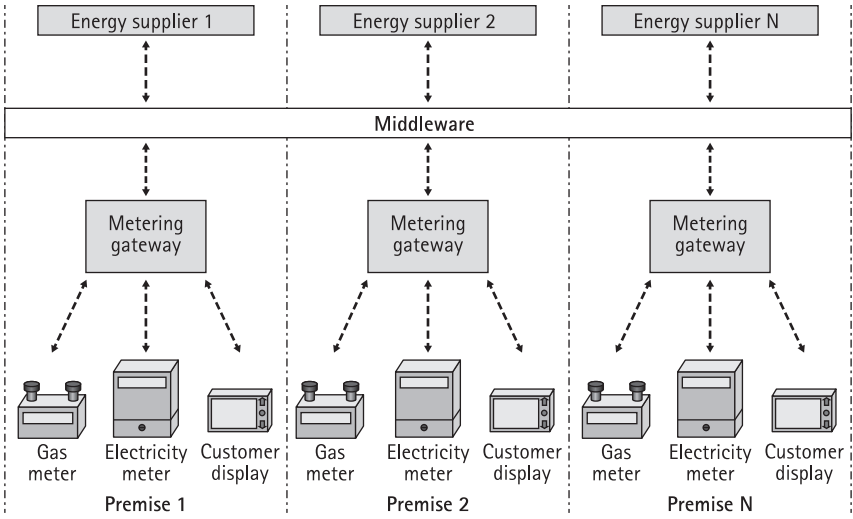 Energy supplier 1
Energy supplier 2
Energy supplier N
Middleware
Metering
gateway
Metering
gateway
Metering
gateway
Gas
meter
Electricity
meter
Customer
display
Gas
meter
Electricity
meter
Customer
display
Gas
meter
Electricity
meter
Customer
display
Premise 1
Premise 2
Premise N